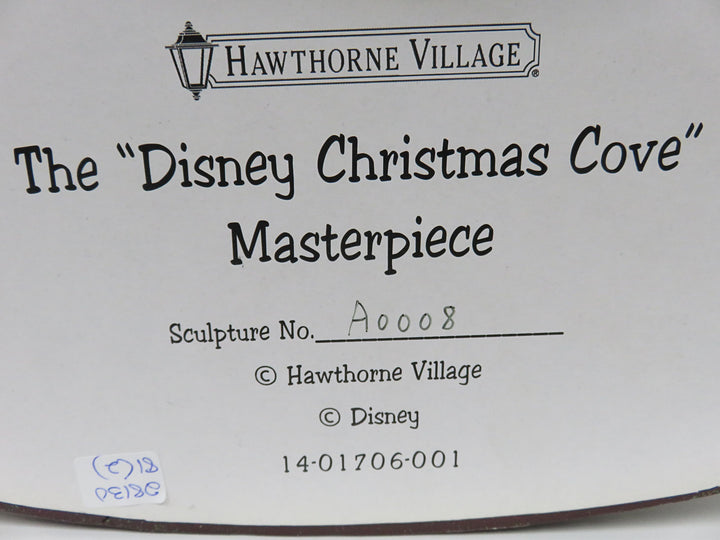 HAWTHORNE VILLAGE®
The "Disney Christmas Cove"
Masterpiece
Sculpture No. A0008
© Hawthorne Village
© Disney
14-01706-001